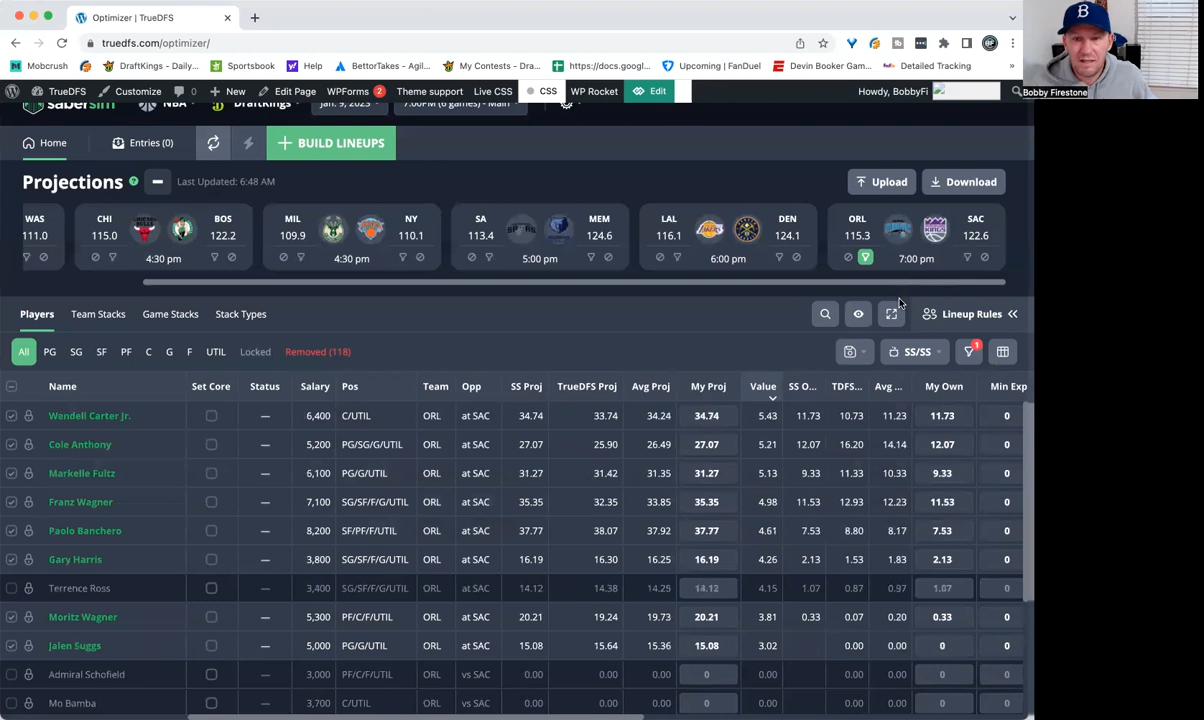 Optimizer | TrueDFS
truedfs.com/optimizer/
Mobcrush DraftKings - Daily... Sportsbook Help BettorTakes - Agil... My Contests - Dra... https://docs.googl... Upcoming | FanDuel Devin Booker Gam... Detailed Tracking »
TrueDFS Customize 0 New Edit Page WPForms 2 Theme support Live CSS CSS WP Rocket Edit Howdy, BobbyFi
Bobby Firestone
sabersim NBA DraftKings Jan. 9, 2023 7:00PM (6 games) - Main
Home Entries (0) BUILD LINEUPS
Projections Last Updated: 6:48 AM Upload Download
WAS CHI BOS MIL NY SA MEM LAL DEN ORL SAC
111.0 115.0 122.2 109.9 110.1 113.4 124.6 116.1 124.1 115.3 122.6
4:30 pm 4:30 pm 5:00 pm 6:00 pm 7:00 pm
Players Team Stacks Game Stacks Stack Types Lineup Rules
All PG SG SF PF C G F UTIL Locked Removed (118) SS/SS 1
Name Set Core Status Salary Pos Team Opp SS Proj TrueDFS Proj Avg Proj My Proj Value SS O... TDFS... Avg ... My Own Min Exp
Wendell Carter Jr. — 6,400 C/UTIL ORL at SAC 34.74 33.74 34.24 34.74 5.43 11.73 10.73 11.23 11.73 0
Cole Anthony — 5,200 PG/SG/G/UTIL ORL at SAC 27.07 25.90 26.49 27.07 5.21 12.07 16.20 14.14 12.07 0
Markelle Fultz — 6,100 PG/G/UTIL ORL at SAC 31.27 31.42 31.35 31.27 5.13 9.33 11.33 10.33 9.33 0
Franz Wagner — 7,100 SG/SF/F/G/UTIL ORL at SAC 35.35 32.35 33.85 35.35 4.98 11.53 12.93 12.23 11.53 0
Paolo Banchero — 8,200 SF/PF/F/UTIL ORL at SAC 37.77 38.07 37.92 37.77 4.61 7.53 8.80 8.17 7.53 0
Gary Harris — 3,800 SG/SF/F/G/UTIL ORL at SAC 16.19 16.30 16.25 16.19 4.26 2.13 1.53 1.83 2.13 0
Terrence Ross — 3,400 SG/SF/F/G/UTIL ORL at SAC 14.12 14.38 14.25 14.12 4.15 1.07 0.87 0.97 1.07 0
Moritz Wagner — 5,300 PF/C/F/UTIL ORL at SAC 20.21 19.24 19.73 20.21 3.81 0.33 0.07 0.20 0.33 0
Jalen Suggs — 5,000 PG/G/UTIL ORL at SAC 15.08 15.64 15.36 15.08 3.02 0.00 0.00 0 0
Admiral Schofield — 3,000 PF/C/F/UTIL ORL vs SAC 0.00 0.00 0.00 0 0.00 0.00 0.00 0 0
Mo Bamba — 3,700 C/UTIL ORL vs SAC 0.00 0.00 0.00 0 0.00 0.00 0.00 0 0